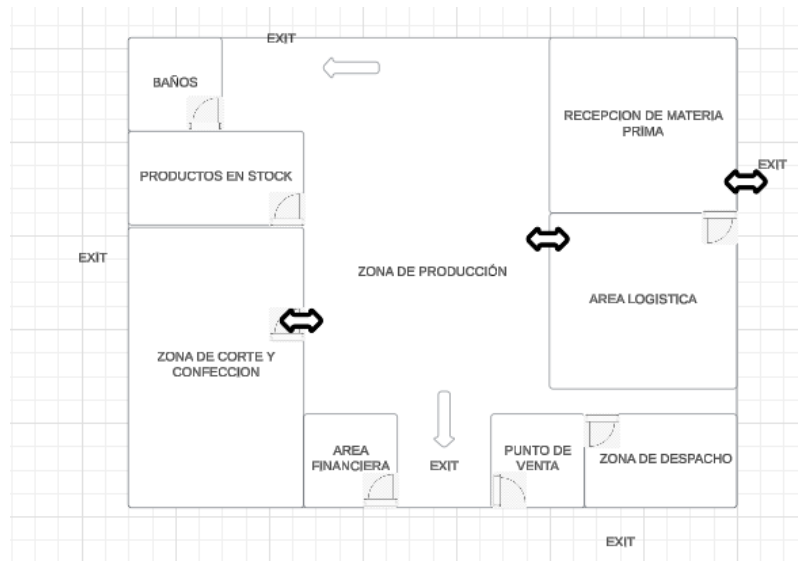 EXIT
BAÑOS
RECEPCION DE MATERIA
PRIMA
EXIT
PRODUCTOS EN STOCK
EXIT
ZONA DE PRODUCCIÓN
AREA LOGISTICA
ZONA DE CORTE Y
CONFECCION
AREA
FINANCIERA
EXIT
PUNTO DE
VENTA
ZONA DE DESPACHO
EXIT